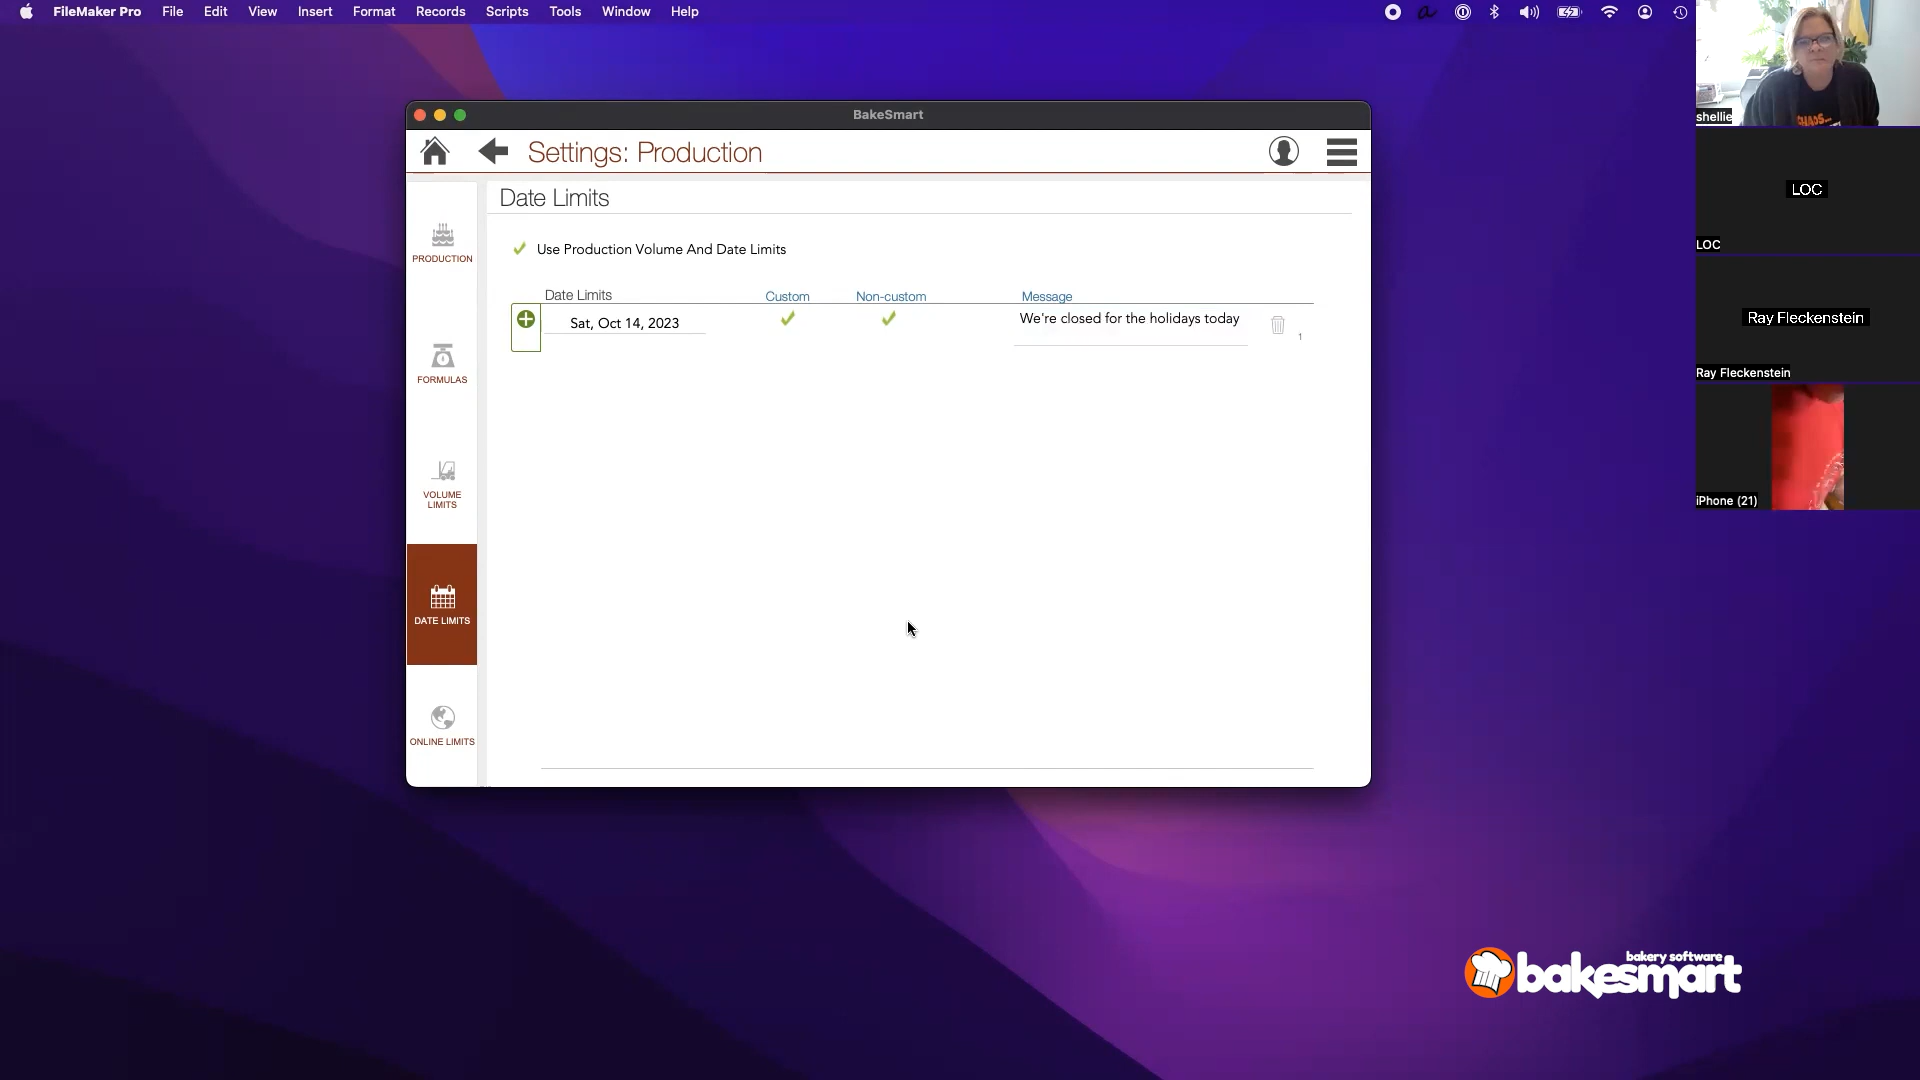 FileMaker Pro File Edit View Insert Format Records Scripts Tools Window Help
BakeSmart
Settings: Production
Date Limits
Use Production Volume And Date Limits
Date Limits Custom Non-custom Message
Sat, Oct 14, 2023 We're closed for the holidays today
1
PRODUCTION
FORMULAS
VOLUME
LIMITS
DATE LIMITS
ONLINE LIMITS
shellie
LOC
LOC
Ray Fleckenstein
Ray Fleckenstein
iPhone (21)
bakery software
bakesmart